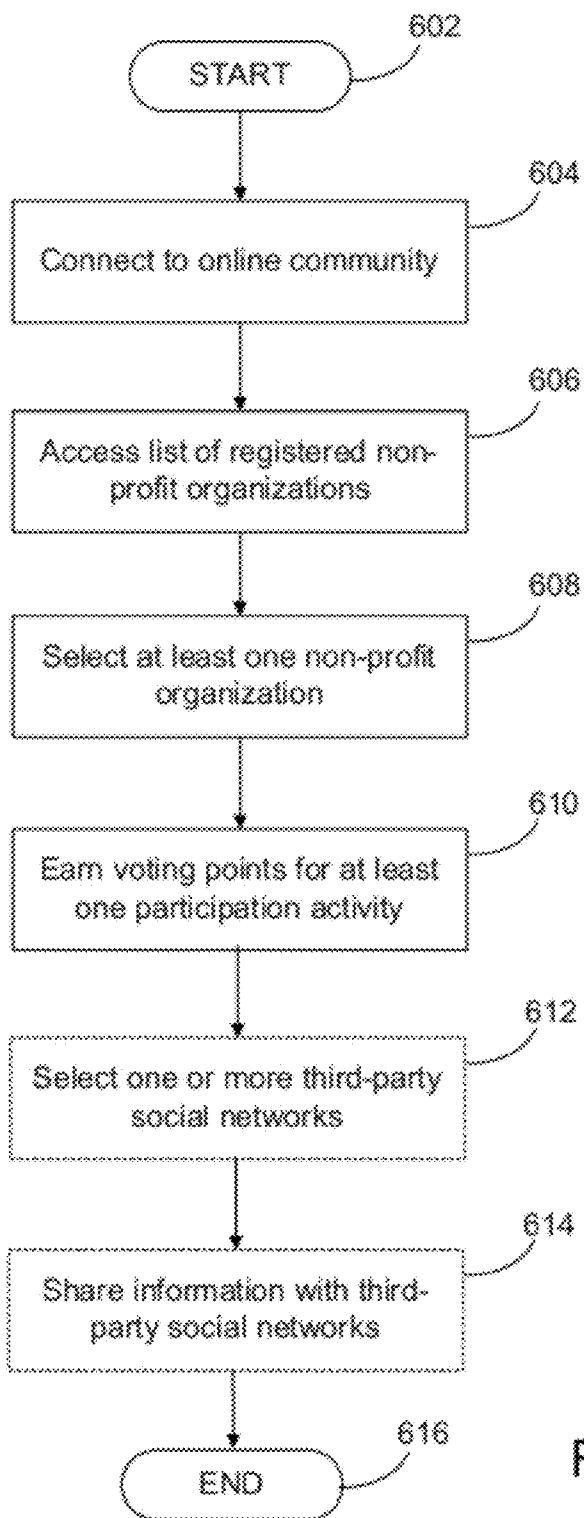 602
START
604
Connect to online community
606
Access list of registered non-
profit organizations
608
Select at least one non-profit
organization
610
Earn voting points for at least
one participation activity
612
Select one or more third-party
social networks
614
Share information with third-
party social networks
616
END